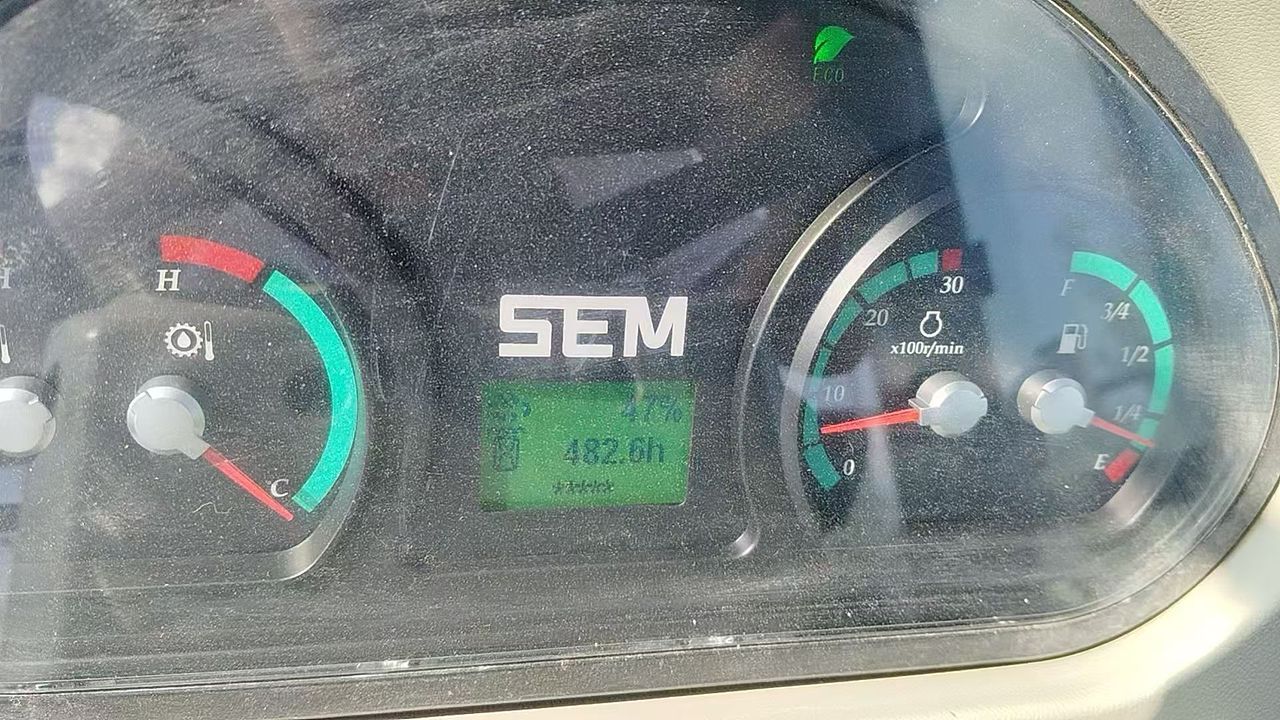 ECO
H
H
C
SEM
47%
482.6h
30
20
10
0
x100r/min
F
3/4
1/2
1/4
E